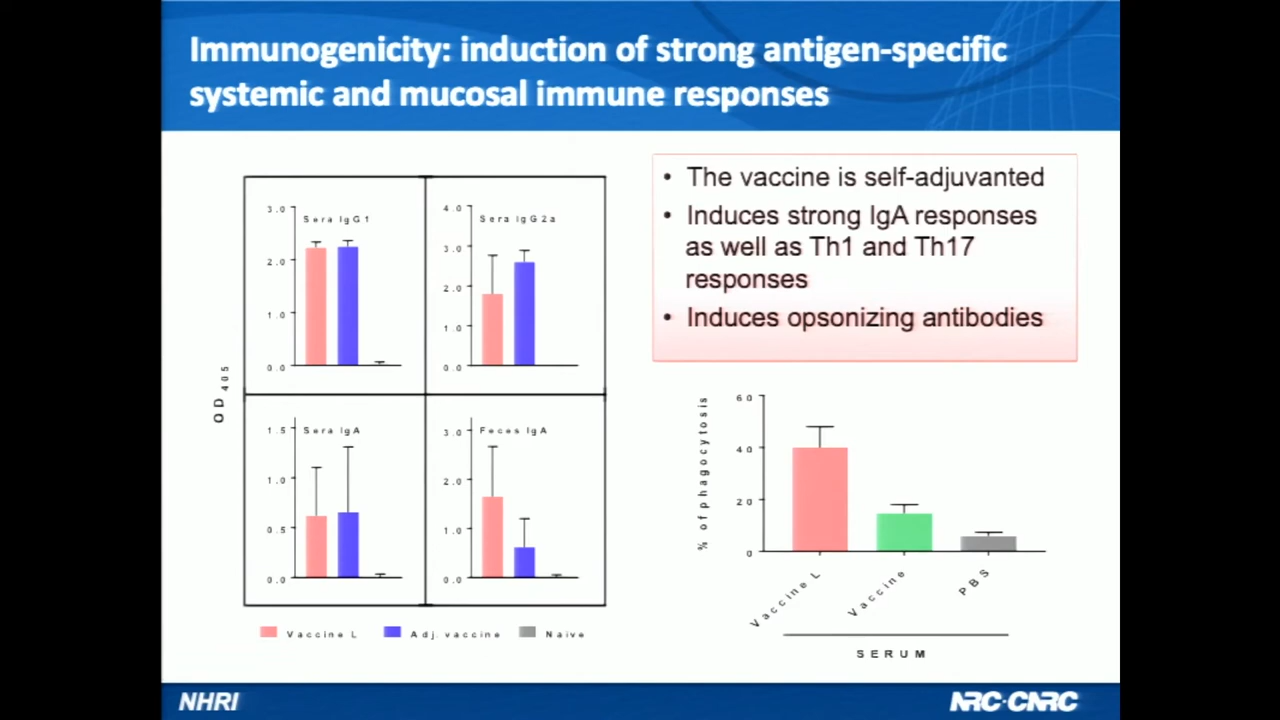 Immunogenicity: induction of strong antigen-specific
systemic and mucosal immune responses
OD 405
Sera IgG1
3.0
2.0
1.0
0.0
Sera IgG2a
4.0
3.0
2.0
1.0
0.0
Sera IgA
1.5
1.0
0.5
0.0
Feces IgA
3.0
2.0
1.0
0.0
Vaccine L
Adj. vaccine
Naive
• The vaccine is self-adjuvanted
• Induces strong IgA responses
as well as Th1 and Th17
responses
• Induces opsonizing antibodies
% of phagocytosis
60
40
20
0
Vaccine L
Vaccine
PBS
SERUM
NHRI
NRC·CNRC